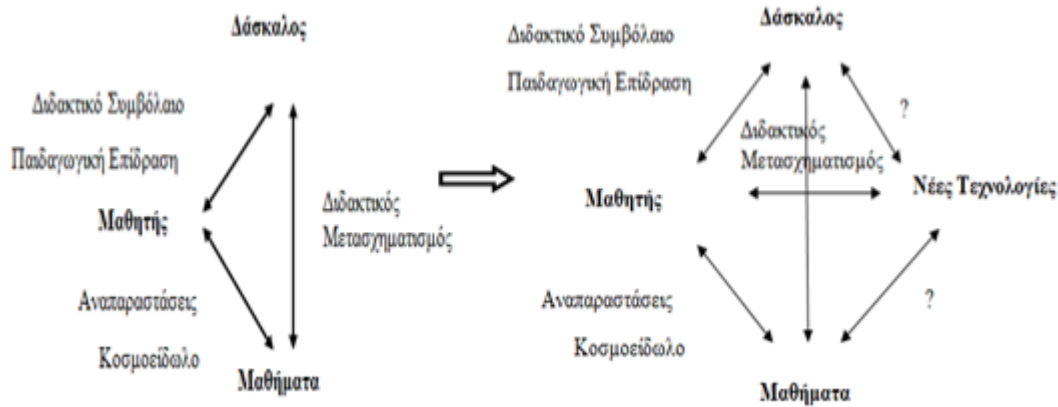 Δάσκαλος
Διδακτικό Συμβόλαιο
Παιδαγωγική Επίδραση
Μαθητής
Διδακτικός
Μετασχηματισμός
Αναπαραστάσεις
Κοσμοείδωλο
Μαθήματα
Δάσκαλος
Διδακτικό Συμβόλαιο
Παιδαγωγική Επίδραση
?
Διδακτικός
Μετασχηματισμός
Μαθητής
Νέες Τεχνολογίες
Αναπαραστάσεις
?
Κοσμοείδωλο
Μαθήματα